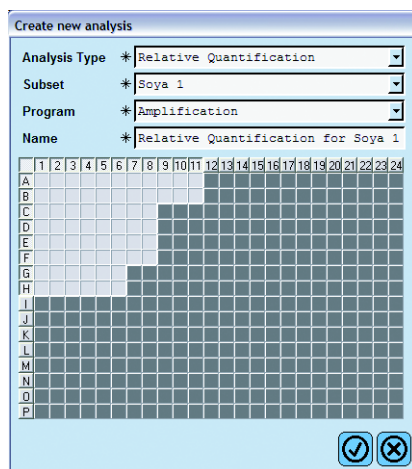 Create new analysis
Analysis Type * Relative Quantification
Subset * Soya 1
Program * Amplification
Name * Relative Quantification for Soya 1
1 2 3 4 5 6 7 8 9 10 11 12 13 14 15 16 17 18 19 20 21 22 23 24
A
B
C
D
E
F
G
H
I
J
K
L
M
N
O
P